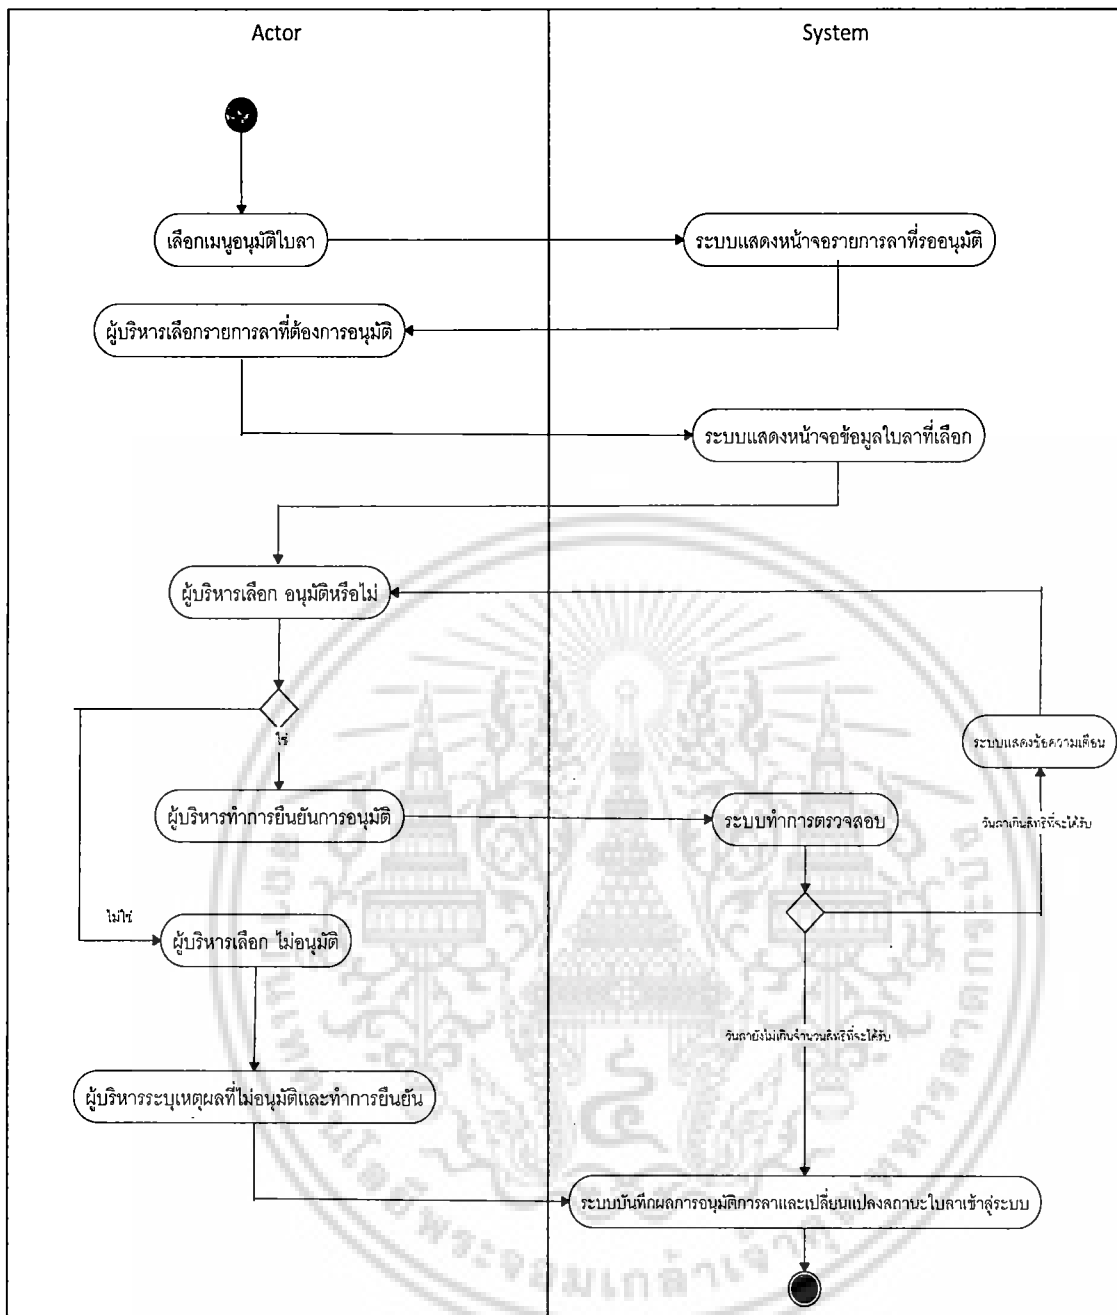 Actor
System
เลือกเมนูอนุมัติใบลา
ระบบแสดงหน้าจอรายการลาที่รออนุมัติ
ผู้บริหารเลือกรายการลาที่ต้องการอนุมัติ
ระบบแสดงหน้าจอข้อมูลใบลาที่เลือก
ผู้บริหารเลือก อนุมัติหรือไม่
ใช่
ระบบแสดงข้อความเตือน
ผู้บริหารทำการยืนยันการอนุมัติ
ระบบทำการตรวจสอบ
วันลาเกินสิทธิที่จะได้รับ
ไม่ใช่
ผู้บริหารเลือก ไม่อนุมัติ
วันลายังไม่เกินจำนวนสิทธิที่จะได้รับ
ผู้บริหารระบุเหตุผลที่ไม่อนุมัติและทำการยืนยัน
ระบบบันทึกผลการอนุมัติการลาและเปลี่ยนแปลงสถานะใบลาเข้าสู่ระบบ